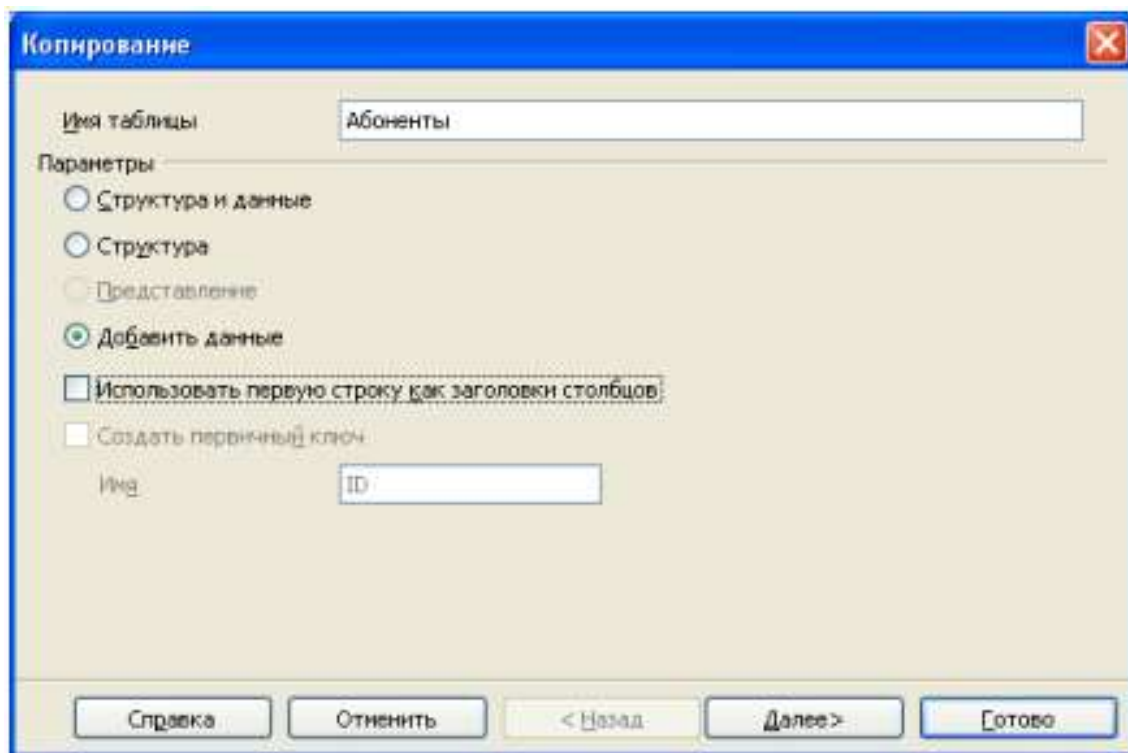 Копирование
Имя таблицы
Абоненты
Параметры
Структура и данные
Структура
Представление
Добавить данные
Использовать первую строку как заголовки столбцов
Создать первичный ключ
Имя
ID
Справка
Отменить
< Назад
Далее>
Готово